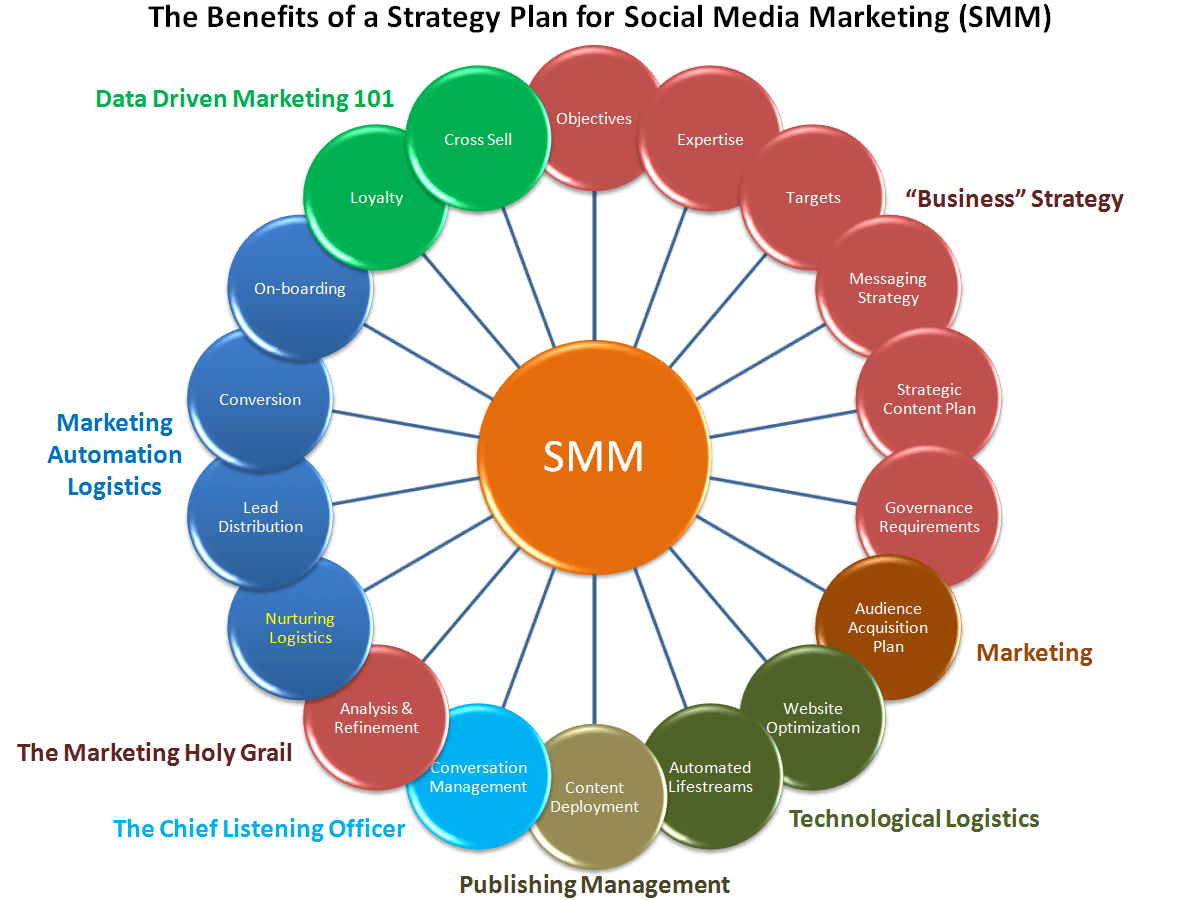 The Benefits of a Strategy Plan for Social Media Marketing (SMM)
Data Driven Marketing 101
Cross Sell
Objectives
Expertise
Loyalty
Targets
“Business” Strategy
On-boarding
Messaging
Strategy
Conversion
Strategic
Content Plan
Marketing
Automation
Logistics
SMM
Lead
Distribution
Governance
Requirements
Nurturing
Logistics
Audience
Acquisition
Plan
Marketing
Analysis &
Refinement
Website
Optimization
The Marketing Holy Grail
Conversation
Management
Content
Deployment
Automated
Lifestreams
The Chief Listening Officer
Technological Logistics
Publishing Management